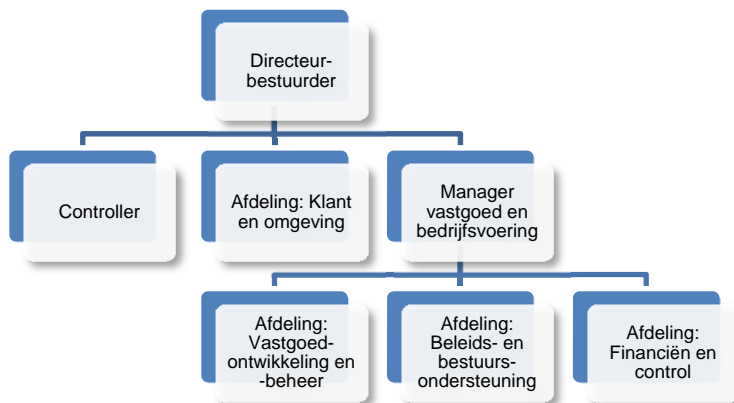 Directeur-
bestuurder
Controller
Afdeling: Klant
en omgeving
Manager
vastgoed en
bedrijfsvoering
Afdeling:
Vastgoed-
ontwikkeling en
-beheer
Afdeling:
Beleids- en
bestuurs-
ondersteuning
Afdeling:
Financiën en
control